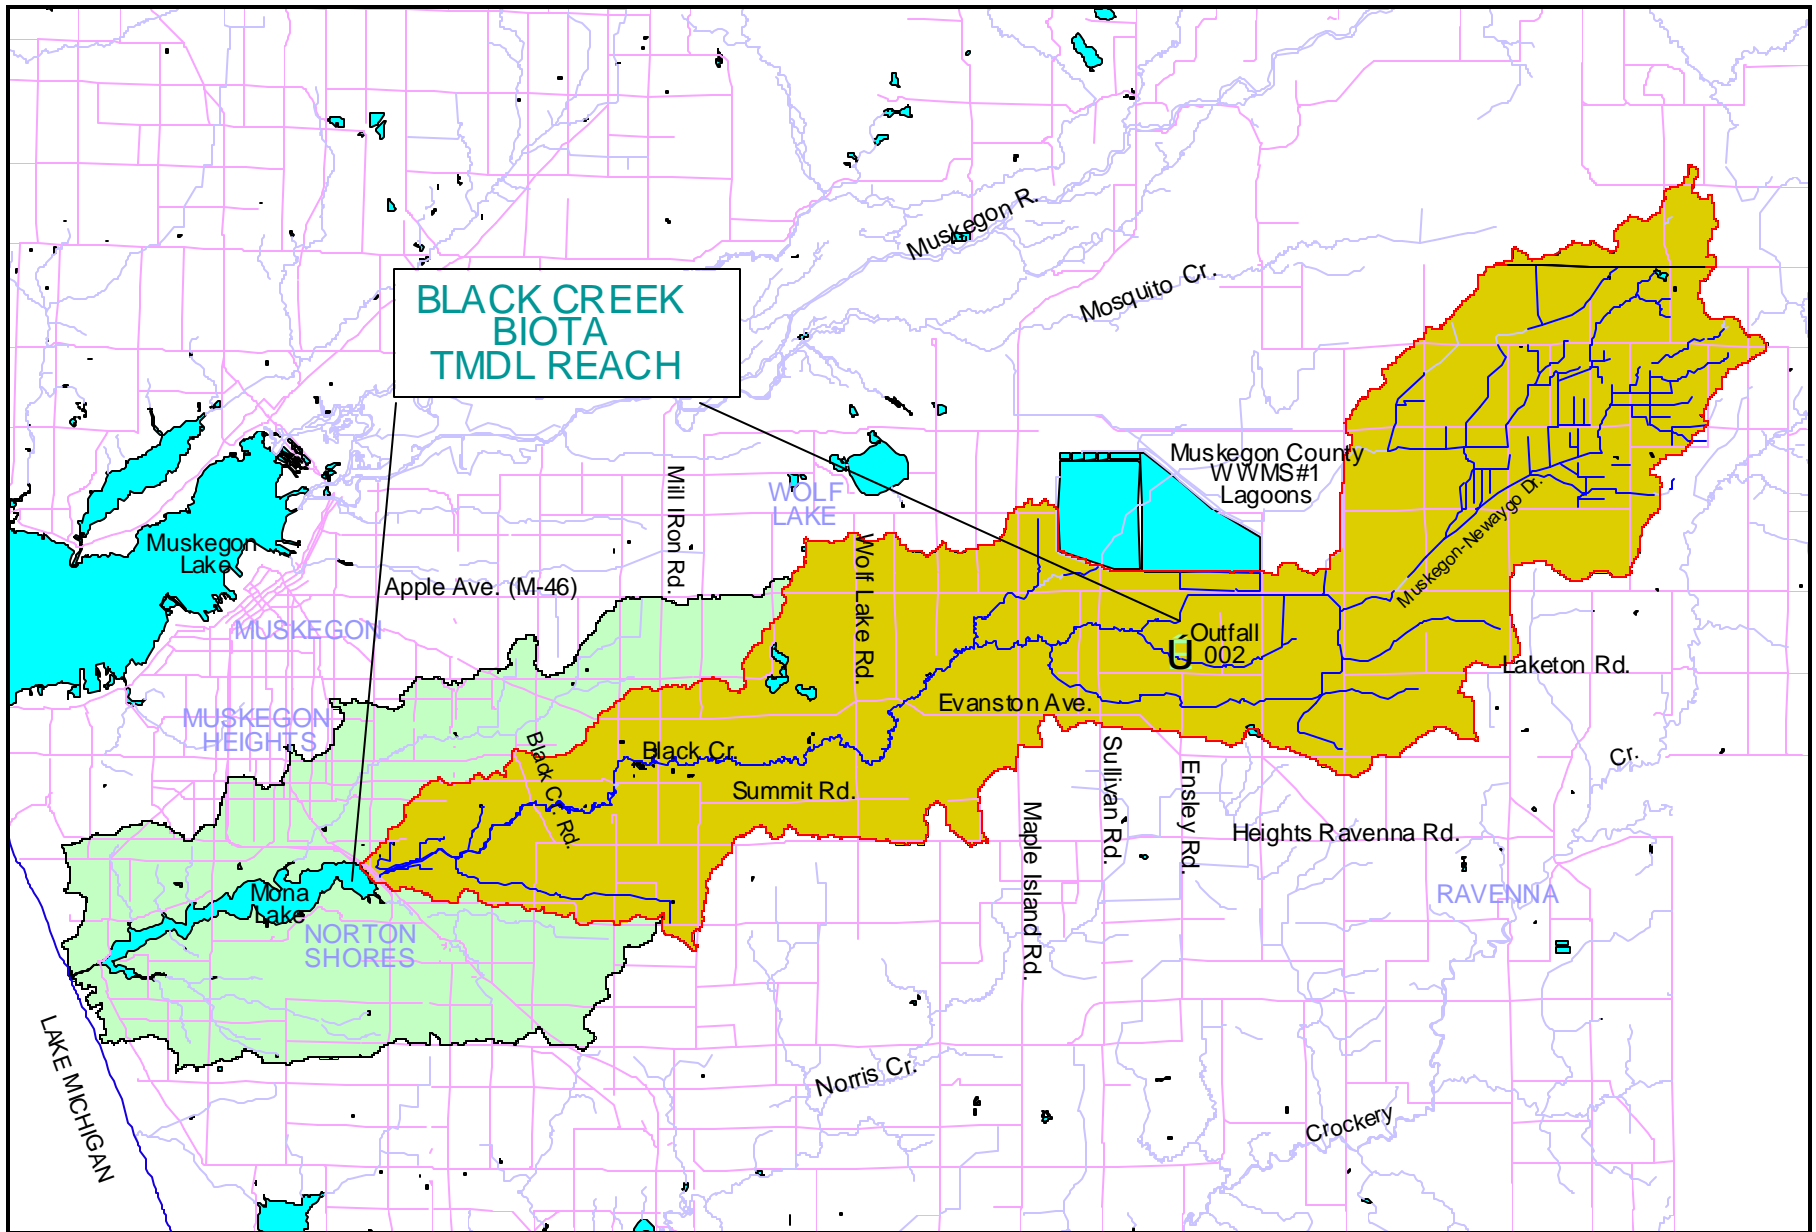 Muskegon R.
Mosquito Cr.
BLACK CREEK
BIOTA
TMDL REACH
Muskegon County
WWMS#1
Lagoons
Mill IRon Rd.
WOLF
LAKE
Muskegon-Newaygo Dr.
Muskegon
Lake
Apple Ave. (M-46)
Wolf Lake Rd.
MUSKEGON
Outfall
002
Laketon Rd.
MUSKEGON
HEIGHTS
Evanston Ave.
Black Cr.
Black Cr. Rd.
Summit Rd.
Sullivan Rd.
Ensley Rd.
Cr.
Maple Island Rd.
Heights Ravenna Rd.
Mona
Lake
RAVENNA
NORTON
SHORES
LAKE MICHIGAN
Norris Cr.
Crockery